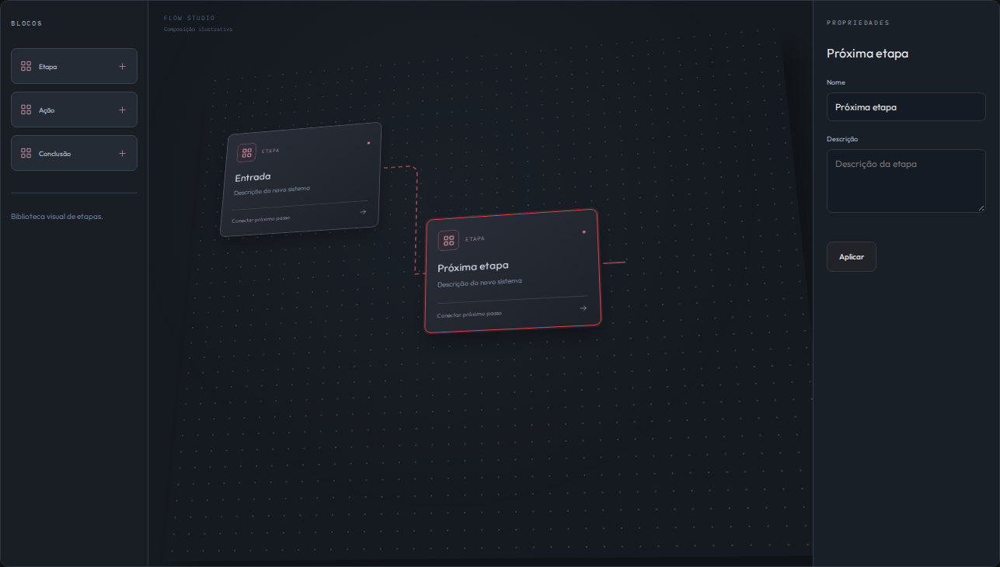 BLOCOS
Etapa
Ação
Conclusão
Biblioteca visual de etapas.
FLOW STUDIO
Composição ilustrativa
ETAPA
Entrada
Descrição do novo sistema
Conectar próximo passo
ETAPA
Próxima etapa
Descrição do novo sistema
Conectar próximo passo
PROPRIEDADES
Próxima etapa
Nome
Próxima etapa
Descrição
Descrição da etapa
Aplicar